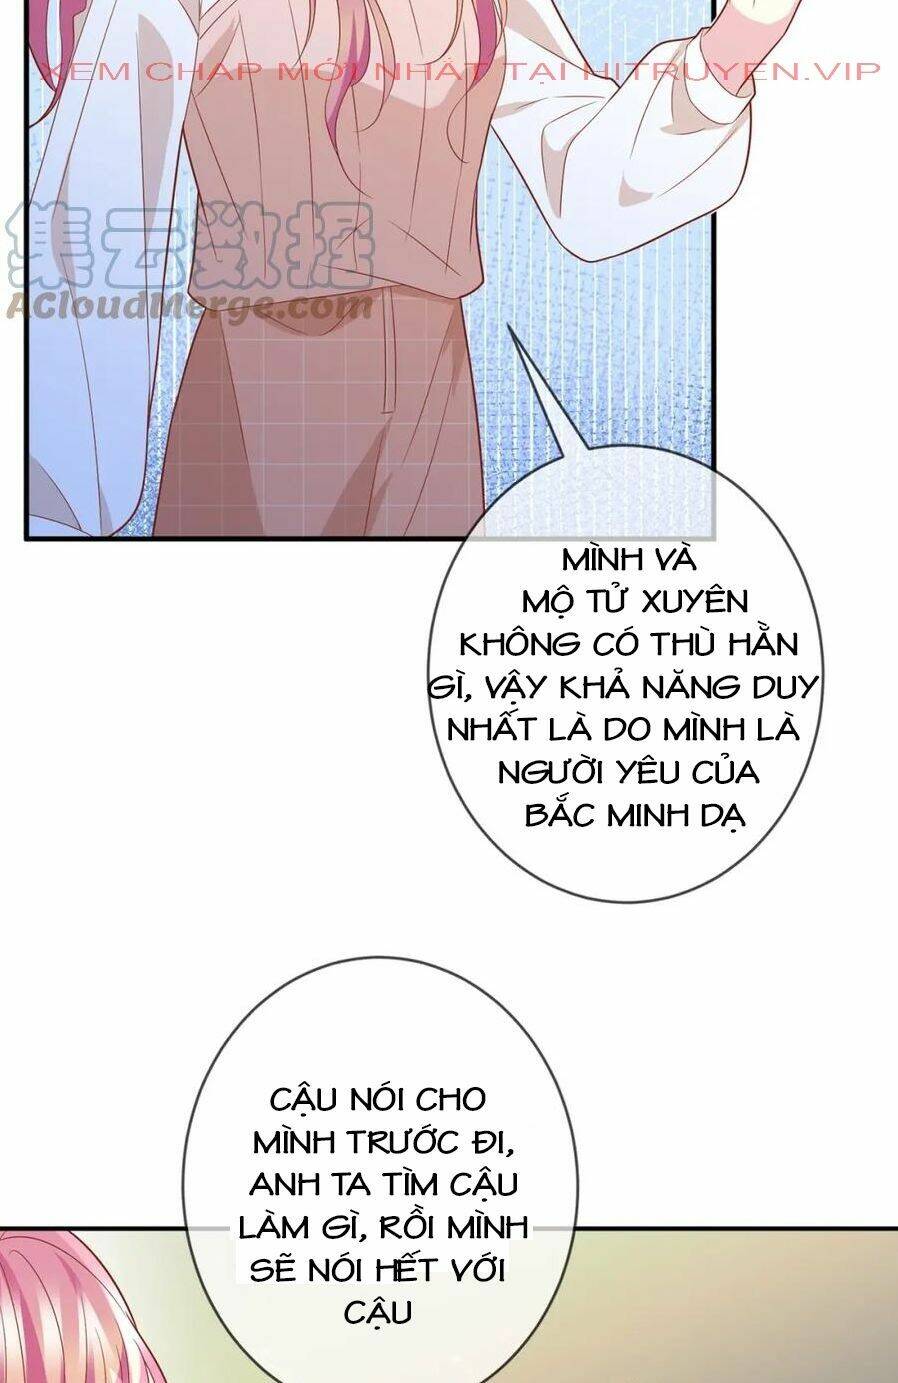 XEM CHAP MỚI NHẤT TẠI HITRUYEN.VIP
集云数据
ACloudMerge.com
MÌNH VÀ
MỘ TỬ XUYÊN
KHÔNG CÓ THÙ HẰN
GÌ, VẬY KHẢ NĂNG DUY
NHẤT LÀ DO MÌNH LÀ
NGƯỜI YÊU CỦA
BẮC MINH DẠ
CẬU NÓI CHO
MÌNH TRƯỚC ĐI,
ANH TA TÌM CẬU
LÀM GÌ, RỒI MÌNH
SẼ NÓI HẾT VỚI
CẬU